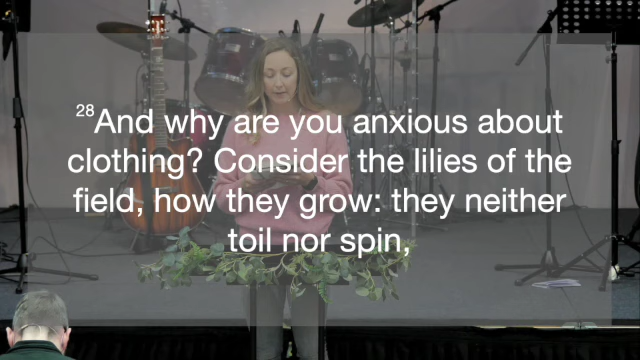 28And why are you anxious about
clothing? Consider the lilies of the
field, how they grow: they neither
toil nor spin,